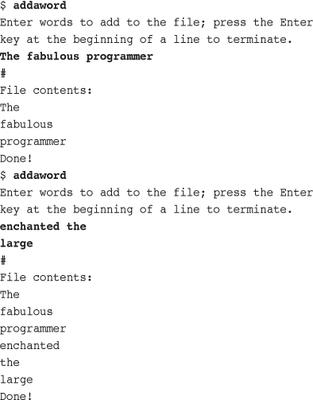 $ addaword
Enter words to add to the file; press the Enter
key at the beginning of a line to terminate.
The fabulous programmer
#
File contents:
The
fabulous
programmer
Done!
$ addaword
Enter words to add to the file; press the Enter
key at the beginning of a line to terminate.
enchanted the
large
#
File contents:
The
fabulous
programmer
enchanted
the
large
Done!